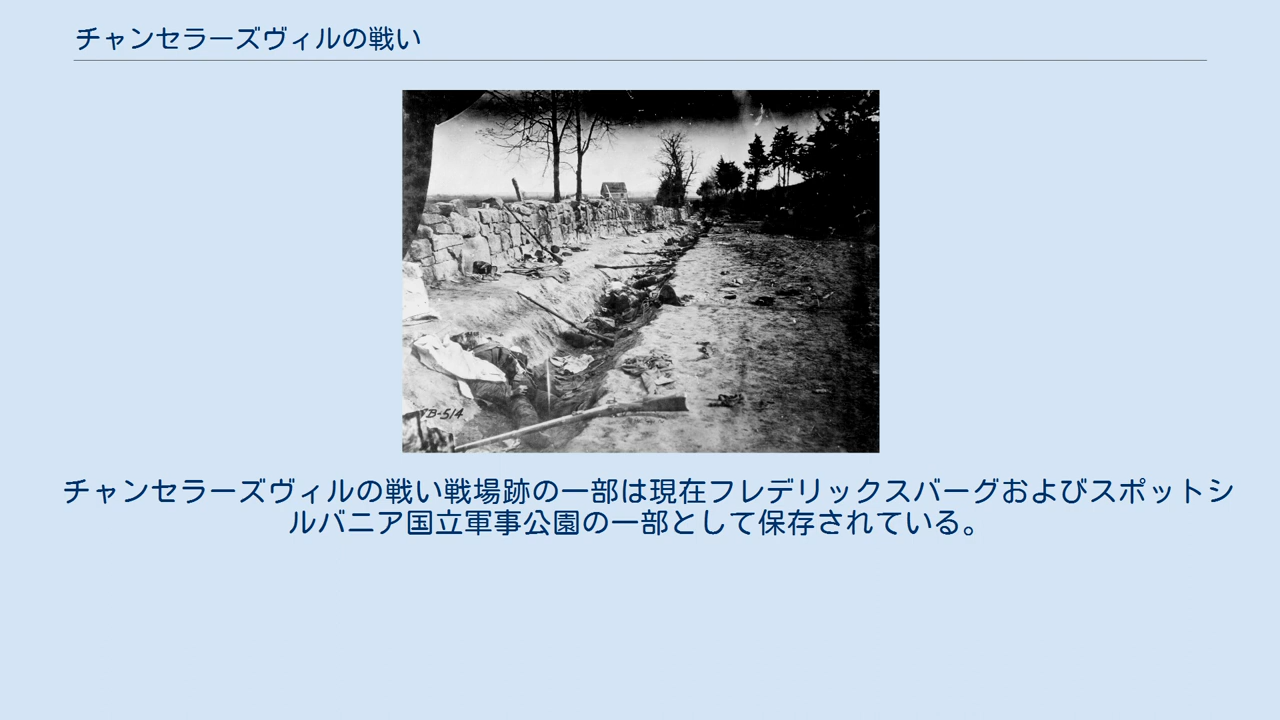 チャンセラーズヴィルの戦い
B-514
チャンセラーズヴィルの戦い戦場跡の一部は現在フレデリックスバーグおよびスポットシ
ルバニア国立軍事公園の一部として保存されている。